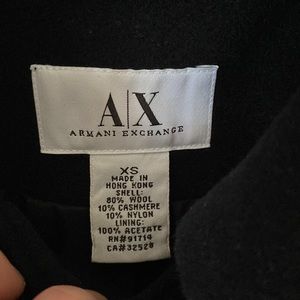 A|X
ARMANI EXCHANGE
XS
MADE IN
HONG KONG
SHELL:
80% WOOL
10% CASHMERE
10% NYLON
LINING:
100% ACETATE
RN#91714
CA#32528